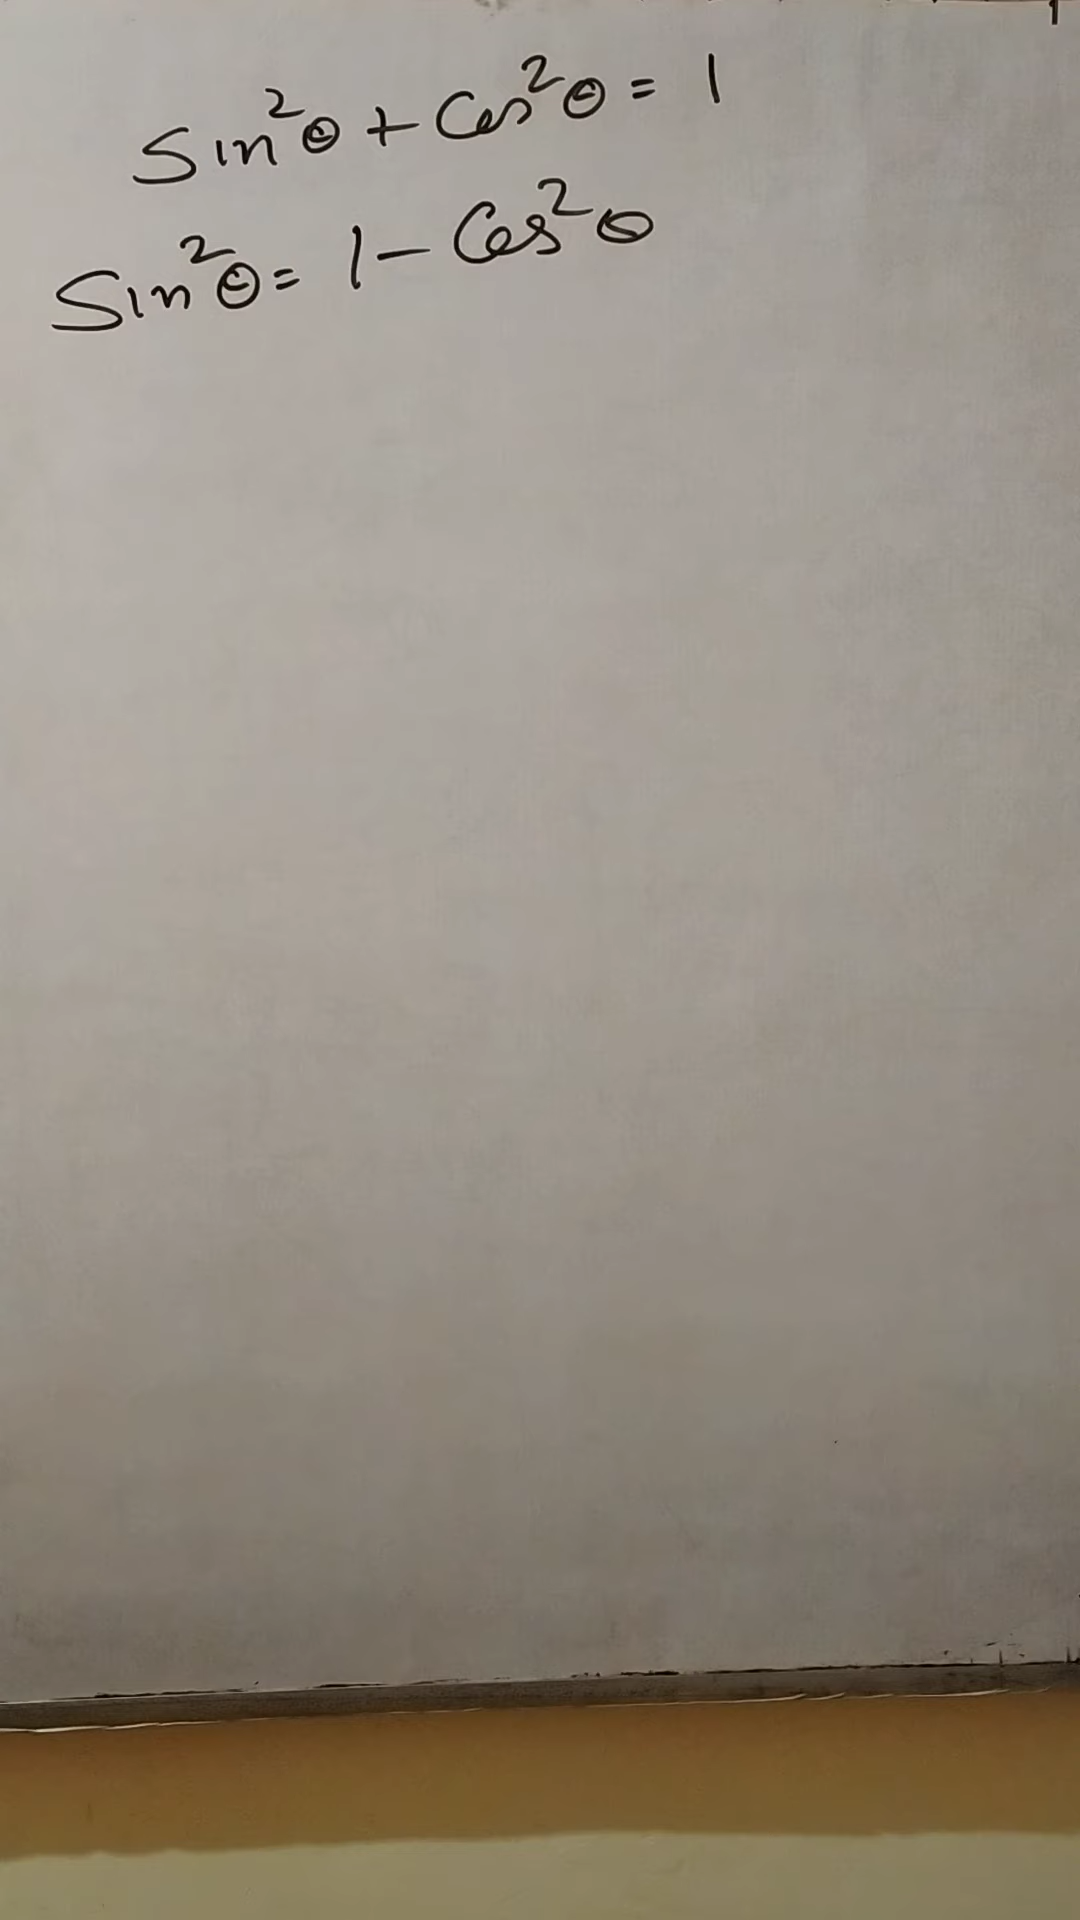 Sin²θ + Cos²θ = 1
Sin²θ = 1 - Cos²θ